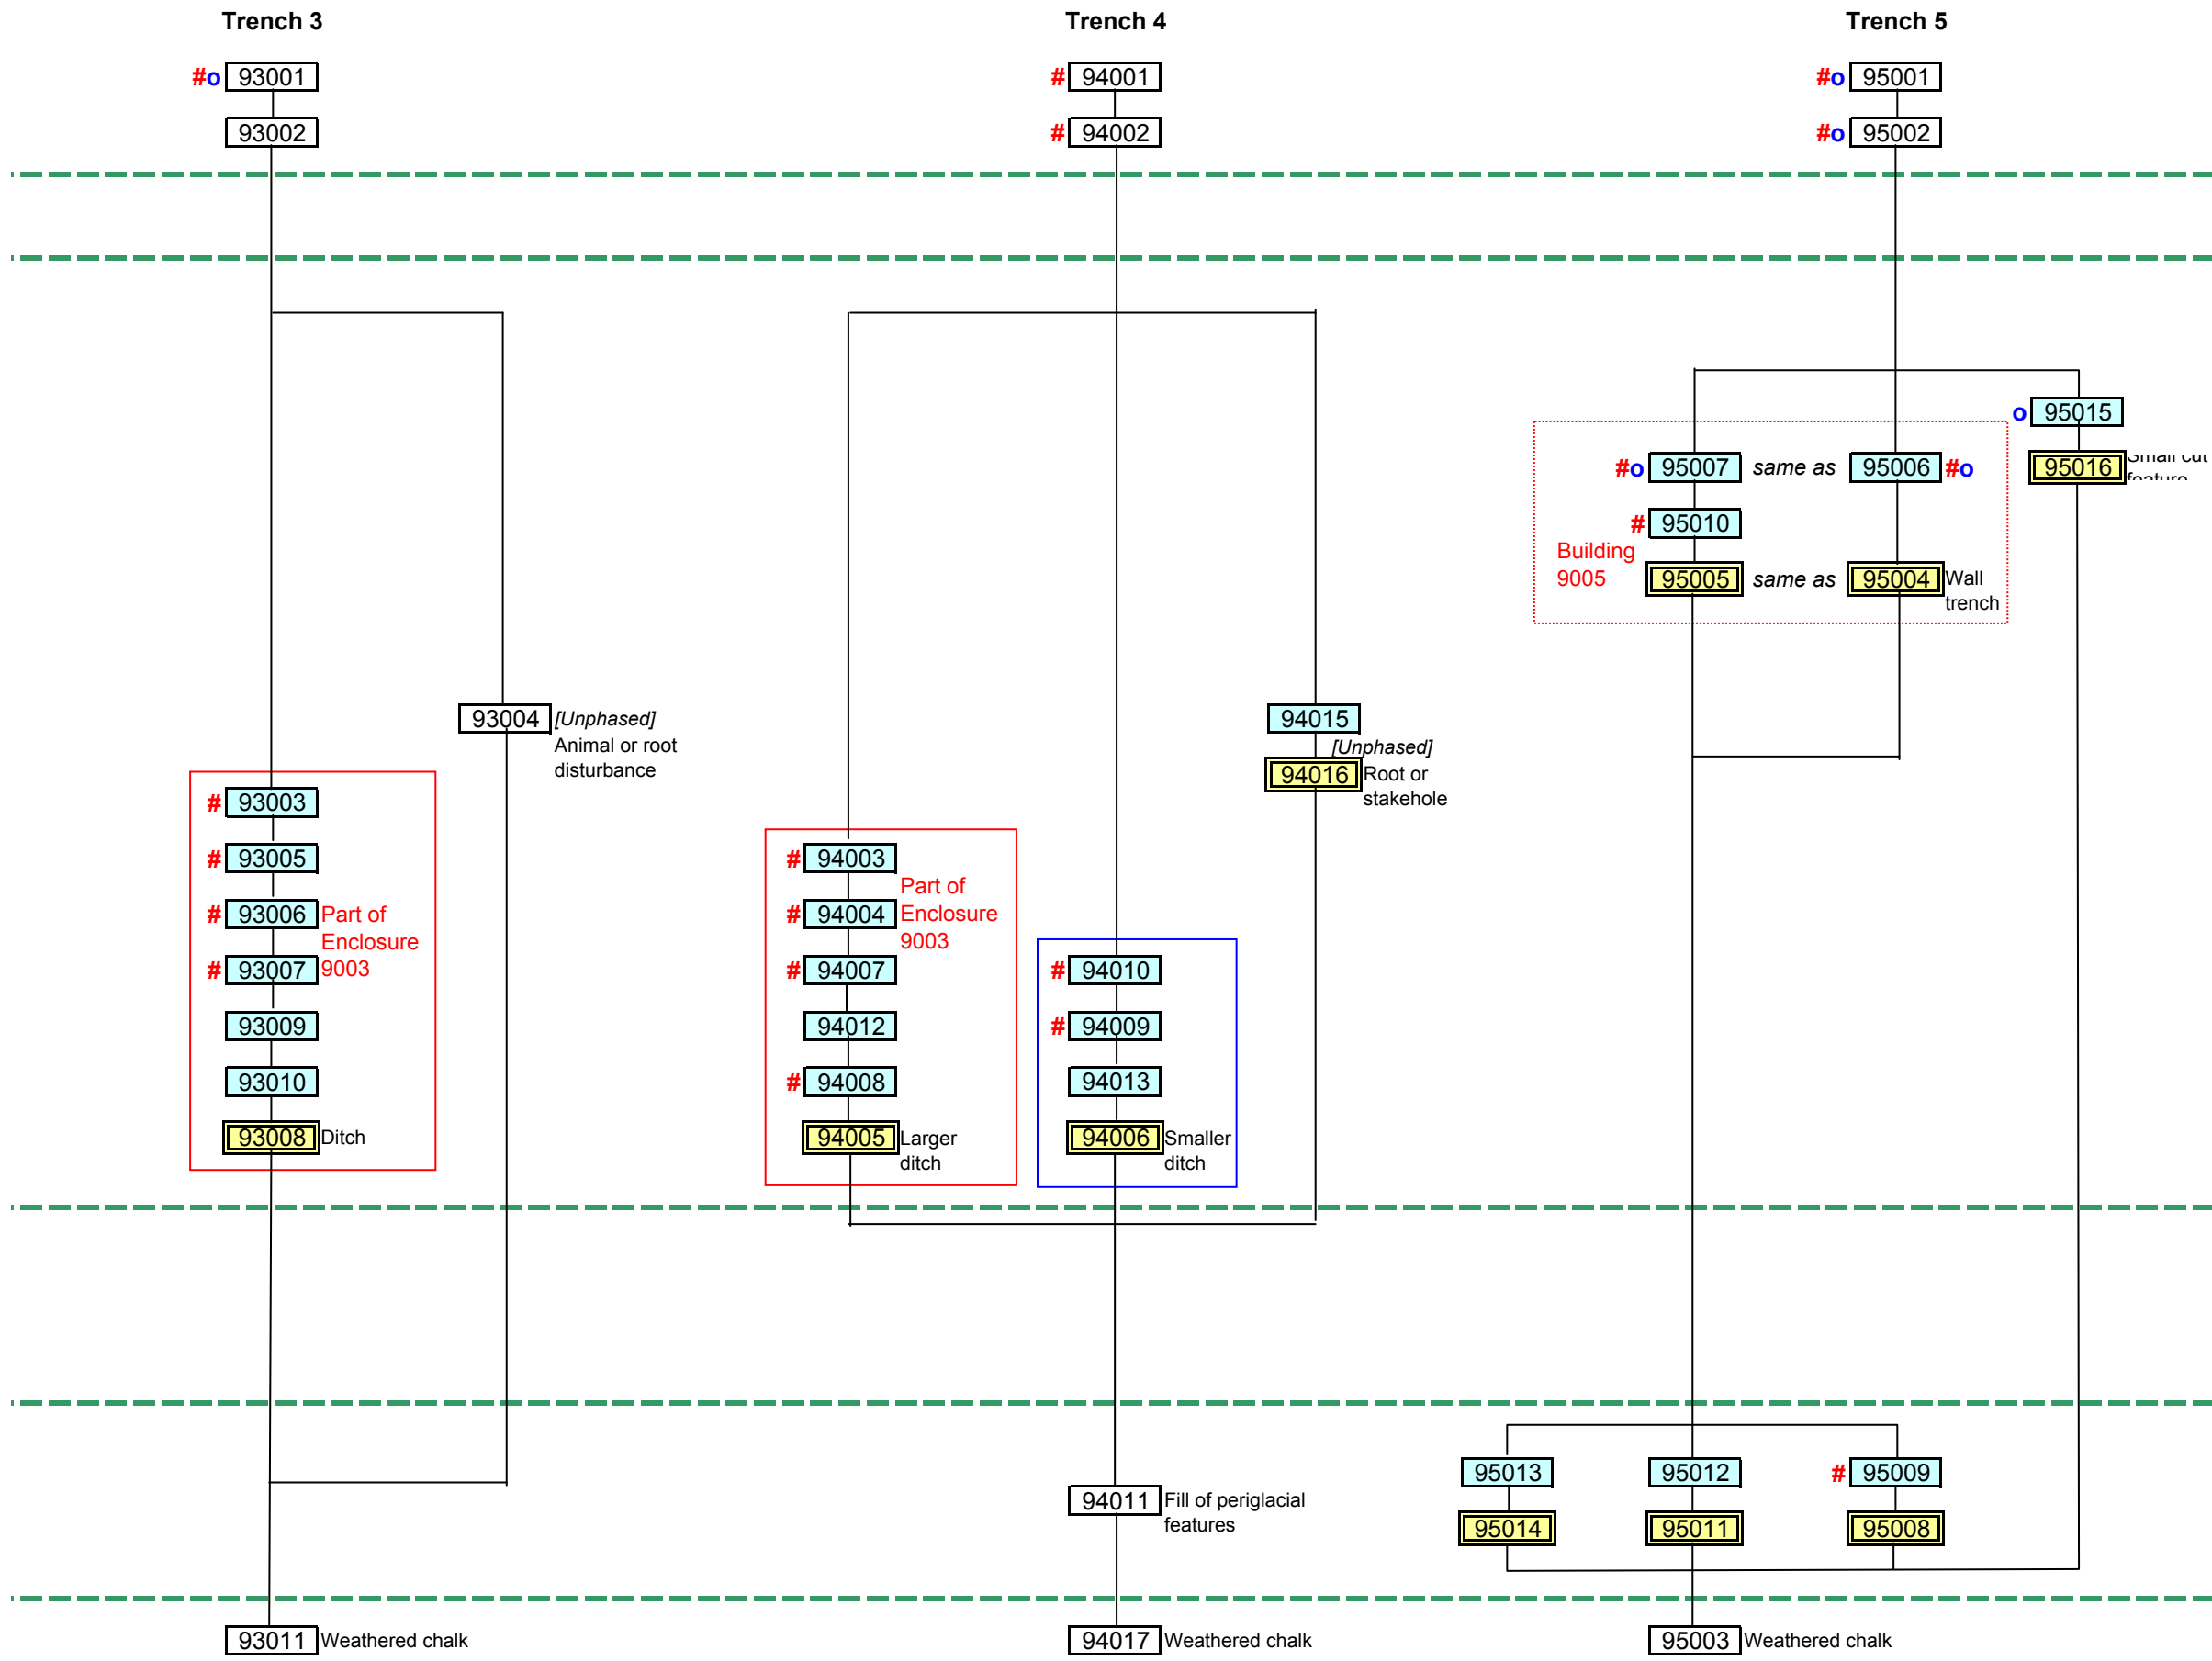 Trench 3
Trench 4
Trench 5
#o 93001
# 94001
#o 95001
93002
# 94002
#o 95002
o 95015
#o 95007 same as 95006 #o
95016 Small cut
feature
# 95010
Building
9005
95005 same as 95004 Wall
trench
93004 [Unphased]
Animal or root
disturbance
94015
[Unphased]
94016 Root or
stakehole
# 93003
# 93005
# 93006 Part of
Enclosure
# 93007 9003
93009
93010
93008 Ditch
# 94003
Part of
# 94004 Enclosure
9003
# 94007
94012
# 94008
94005 Larger
ditch
# 94010
# 94009
94013
94006 Smaller
ditch
94011 Fill of periglacial
features
95013
95012
# 95009
95014
95011
95008
93011 Weathered chalk
94017 Weathered chalk
95003 Weathered chalk